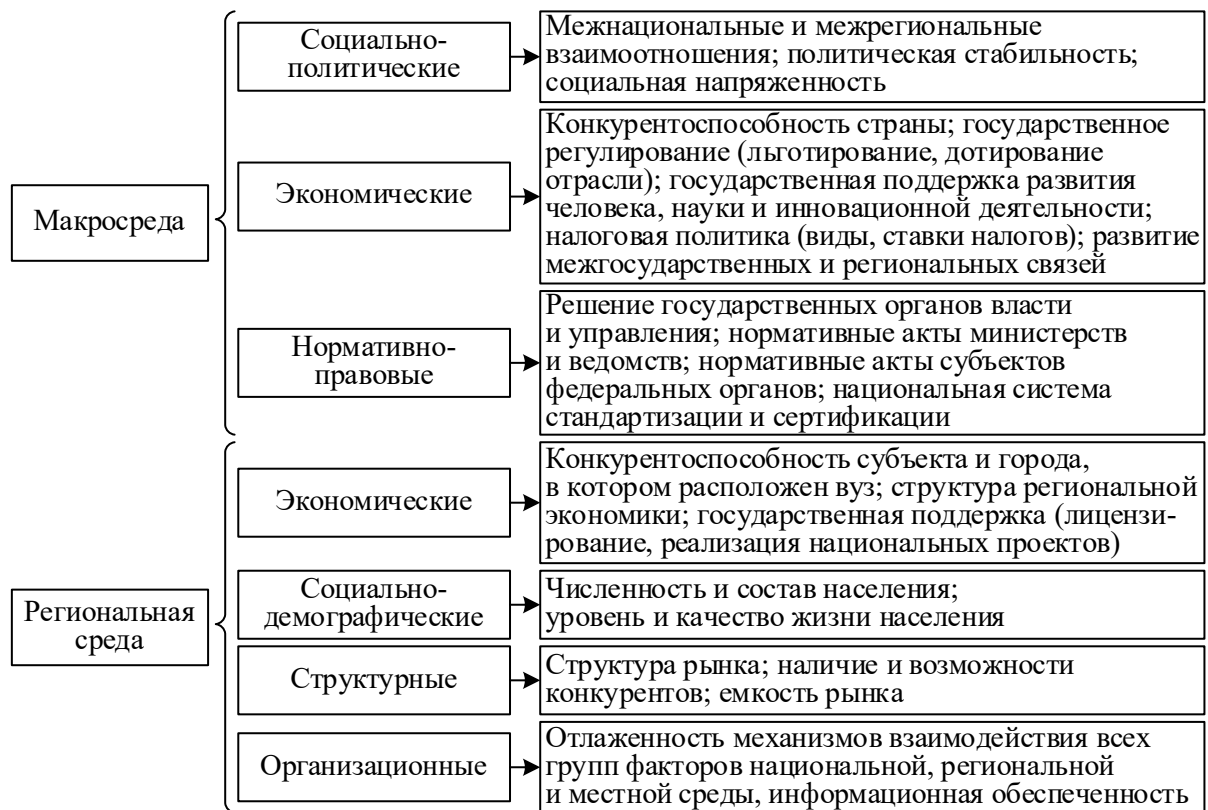 Макросреда
Социально-
политические
Межнациональные и межрегиональные
взаимоотношения; политическая стабильность;
социальная напряженность
Экономические
Конкурентоспособность страны; государственное
регулирование (льготирование, дотирование
отрасли); государственная поддержка развития
человека, науки и инновационной деятельности;
налоговая политика (виды, ставки налогов); развитие
межгосударственных и региональных связей
Нормативно-
правовые
Решение государственных органов власти
и управления; нормативные акты министерств
и ведомств; нормативные акты субъектов
федеральных органов; национальная система
стандартизации и сертификации
Региональная
среда
Экономические
Конкурентоспособность субъекта и города,
в котором расположен вуз; структура региональной
экономики; государственная поддержка (лицензи-
рование, реализация национальных проектов)
Социально-
демографические
Численность и состав населения;
уровень и качество жизни населения
Структурные
Структура рынка; наличие и возможности
конкурентов; емкость рынка
Организационные
Отлаженность механизмов взаимодействия всех
групп факторов национальной, региональной
и местной среды, информационная обеспеченность